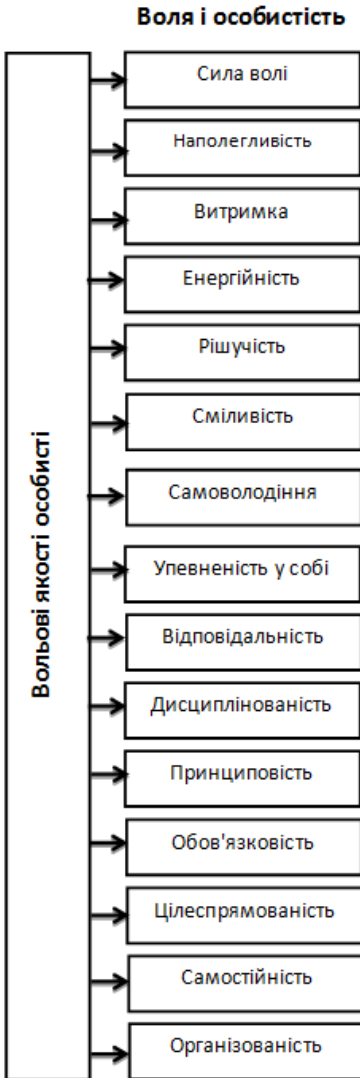 Воля і особистість
Вольові якості особисті
Сила волі
Наполегливість
Витримка
Енергійність
Рішучість
Сміливість
Самоволодіння
Упевненість у собі
Відповідальність
Дисциплінованість
Принциповість
Обов'язковість
Цілеспрямованість
Самостійність
Організованість